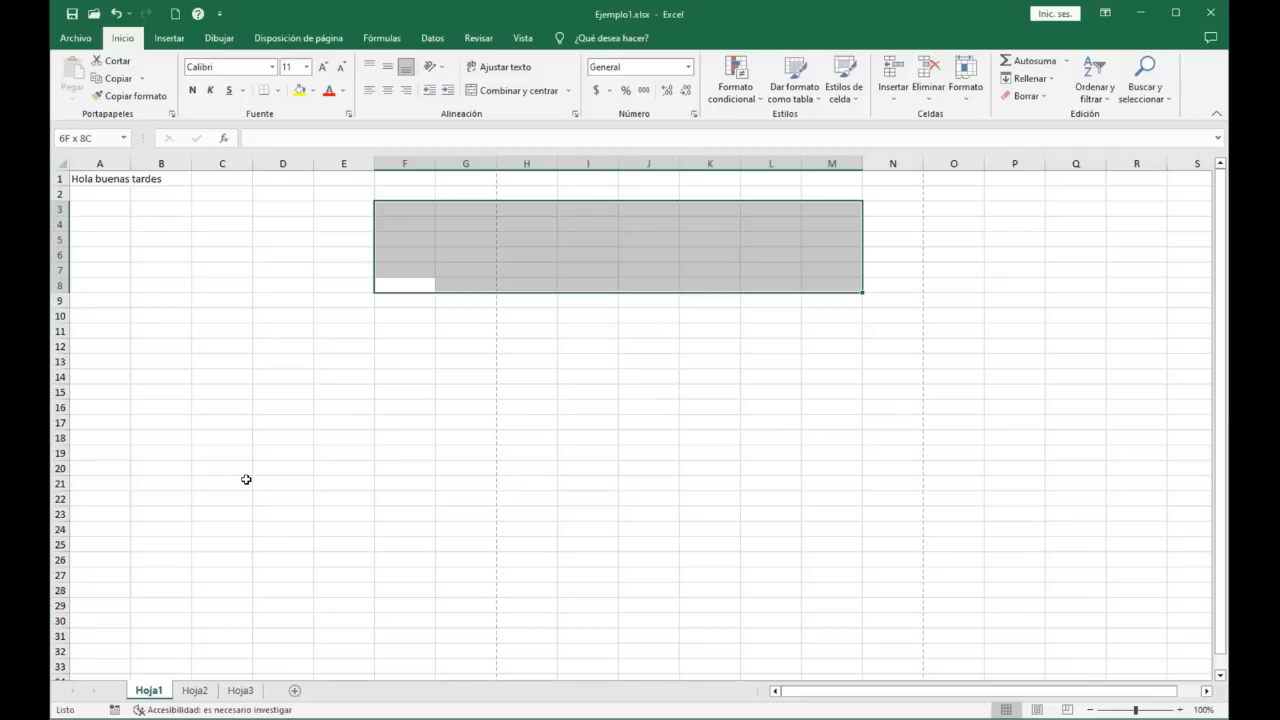 Ejemplo1.xlsx - Excel
Inic. ses.
Archivo Inicio Insertar Dibujar Disposición de página Fórmulas Datos Revisar Vista ¿Qué desea hacer?
Pegar
Cortar
Copiar
Copiar formato
Portapapeles
Calibri 11
N K S
Fuente
Ajustar texto
Combinar y centrar
Alineación
General
$ % 000
Número
Formato condicional
Dar formato como tabla
Estilos de celda
Estilos
Insertar Eliminar Formato
Celdas
Autosuma
Rellenar
Borrar
Ordenar y filtrar
Buscar y seleccionar
Edición
6F x 8C fx
A B C D E F G H I J K L M N O P Q R S
1 Hola buenas tardes
2
3
4
5
6
7
8
9
10
11
12
13
14
15
16
17
18
19
20
21
22
23
24
25
26
27
28
29
30
31
32
33
Hoja1 Hoja2 Hoja3
Listo Accesibilidad: es necesario investigar 100%